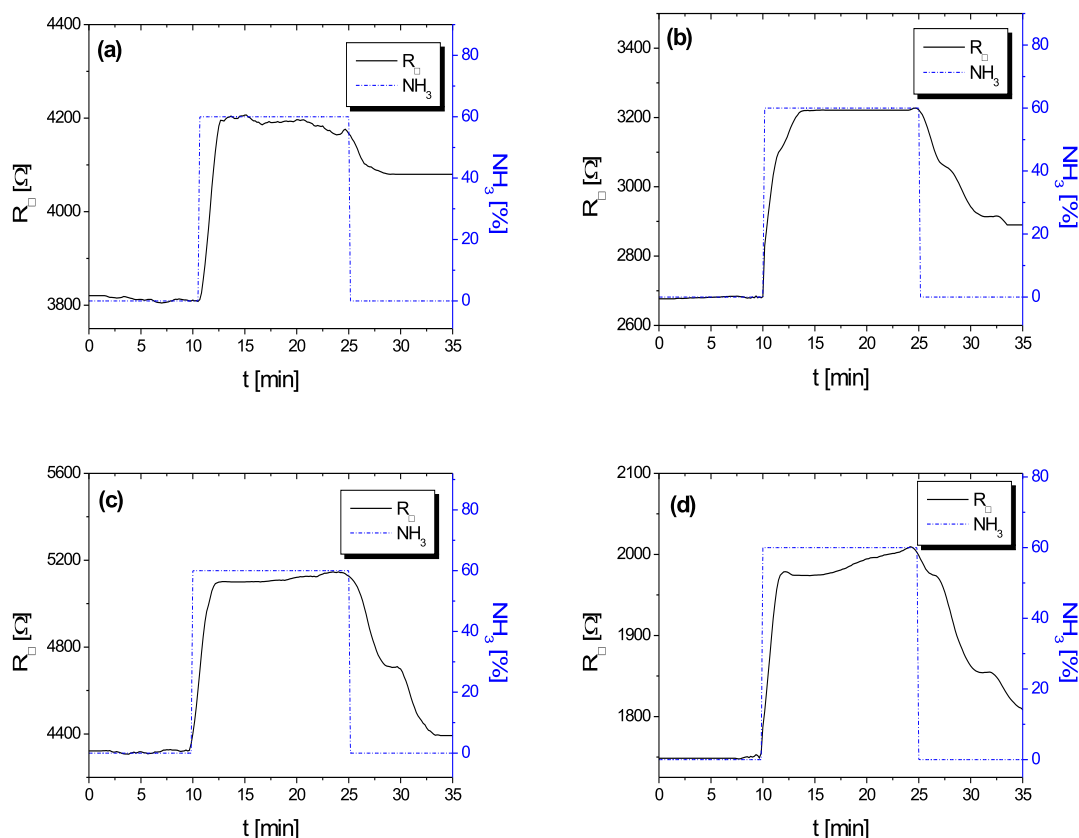 (a)
R□
NH3
4400
4200
4000
3800
R□ [Ω]
80
60
40
20
0
NH3 [%]
0 5 10 15 20 25 30 35
t [min]
(b)
R□
NH3
3400
3200
3000
2800
2600
R□ [Ω]
80
60
40
20
0
NH3 [%]
0 5 10 15 20 25 30 35
t [min]
(c)
R□
NH3
5600
5200
4800
4400
R□ [Ω]
80
60
40
20
0
NH3 [%]
0 5 10 15 20 25 30 35
t [min]
(d)
R□
NH3
2100
2000
1900
1800
R□ [Ω]
80
60
40
20
0
NH3 [%]
0 5 10 15 20 25 30 35
t [min]